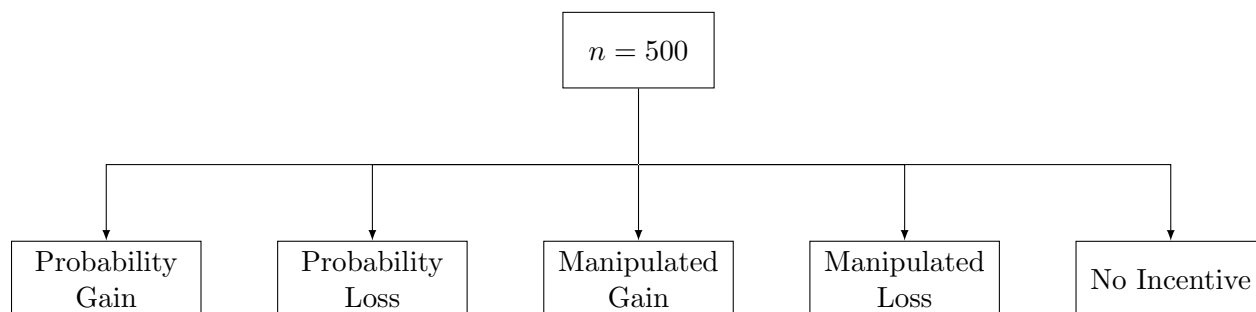 n = 500
Probability
Gain
Probability
Loss
Manipulated
Gain
Manipulated
Loss
No Incentive